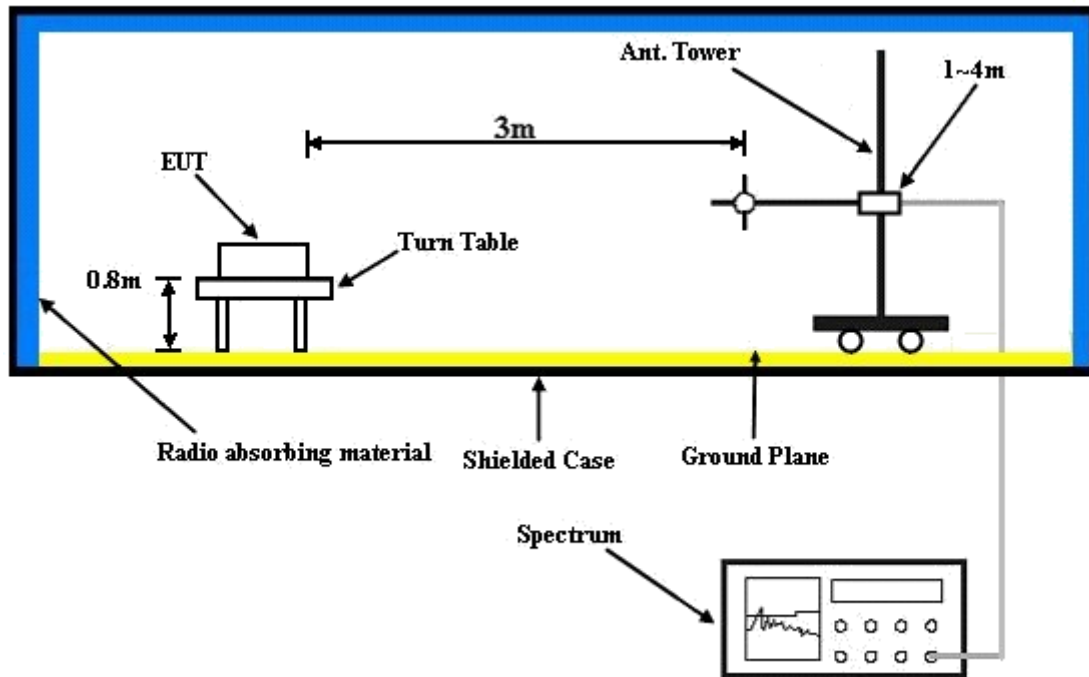 Ant. Tower
1~4m
3m
EUT
Turn Table
0.8m
Radio absorbing material
Shielded Case
Ground Plane
Spectrum